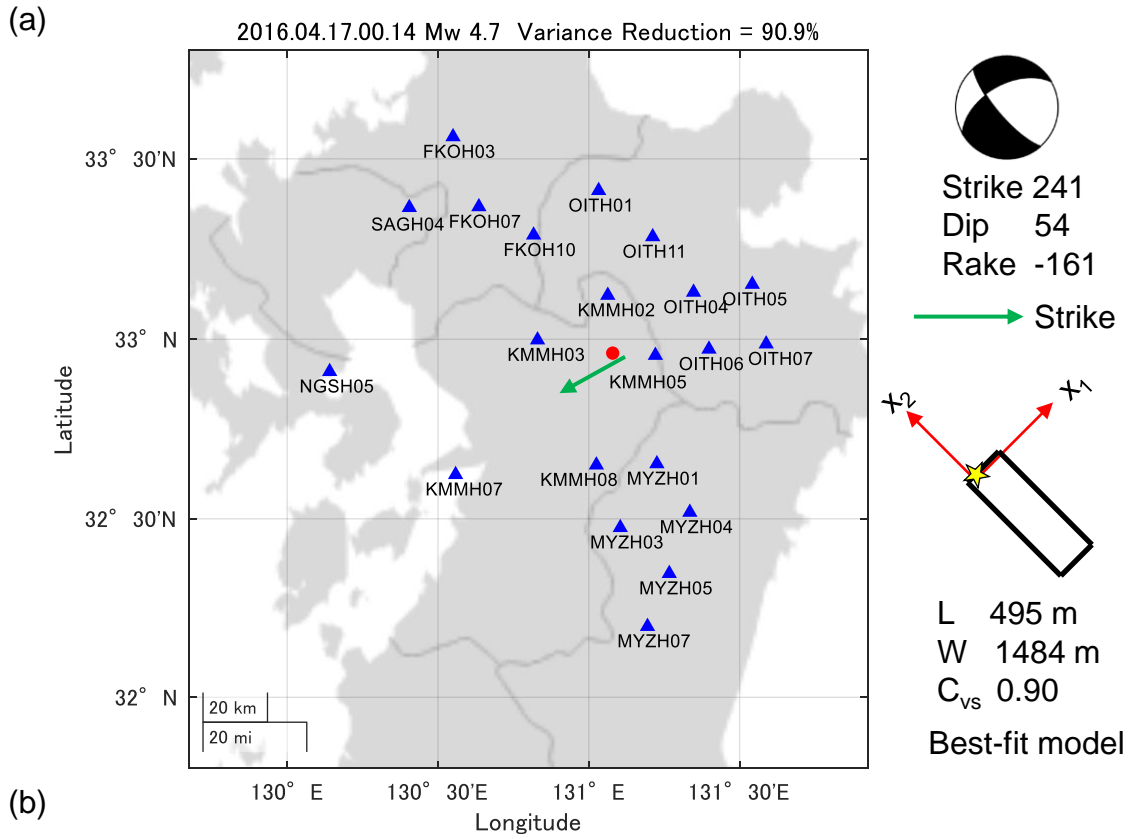 (a)
2016.04.17.00.14 Mw 4.7 Variance Reduction = 90.9%
33° 30'N
33° N
32° 30'N
32° N
Latitude
FKOH03
SAGH04
FKOH07
OITH01
FKOH10
OITH11
KMMH02
OITH04
OITH05
KMMH03
KMMH05
OITH06
OITH07
NGSH05
KMMH07
KMMH08
MYZH01
MYZH03
MYZH04
MYZH05
MYZH07
20 km
20 mi
130° E
130° 30'E
131° E
131° 30'E
Longitude
Strike 241
Dip 54
Rake -161
Strike
X2
X1
L 495 m
W 1484 m
Cvs 0.90
Best-fit model
(b)